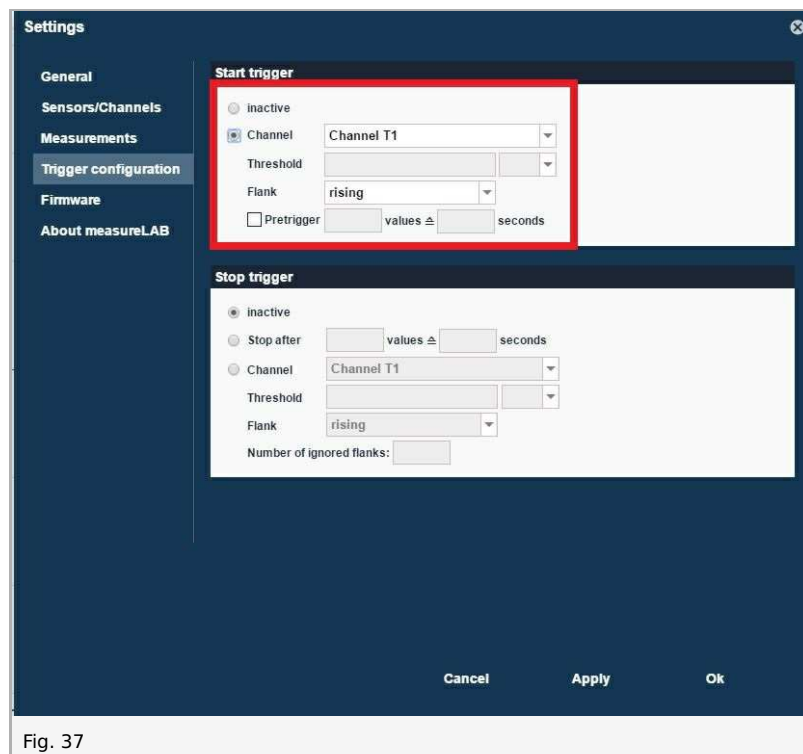 Settings
General
Sensors/Channels
Measurements
Trigger configuration
Firmware
About measureLAB
Start trigger
inactive
Channel Channel T1
Threshold
Flank rising
Pretrigger values ≙ seconds
Stop trigger
inactive
Stop after values ≙ seconds
Channel Channel T1
Threshold
Flank rising
Number of ignored flanks:
Cancel Apply Ok
Fig. 37